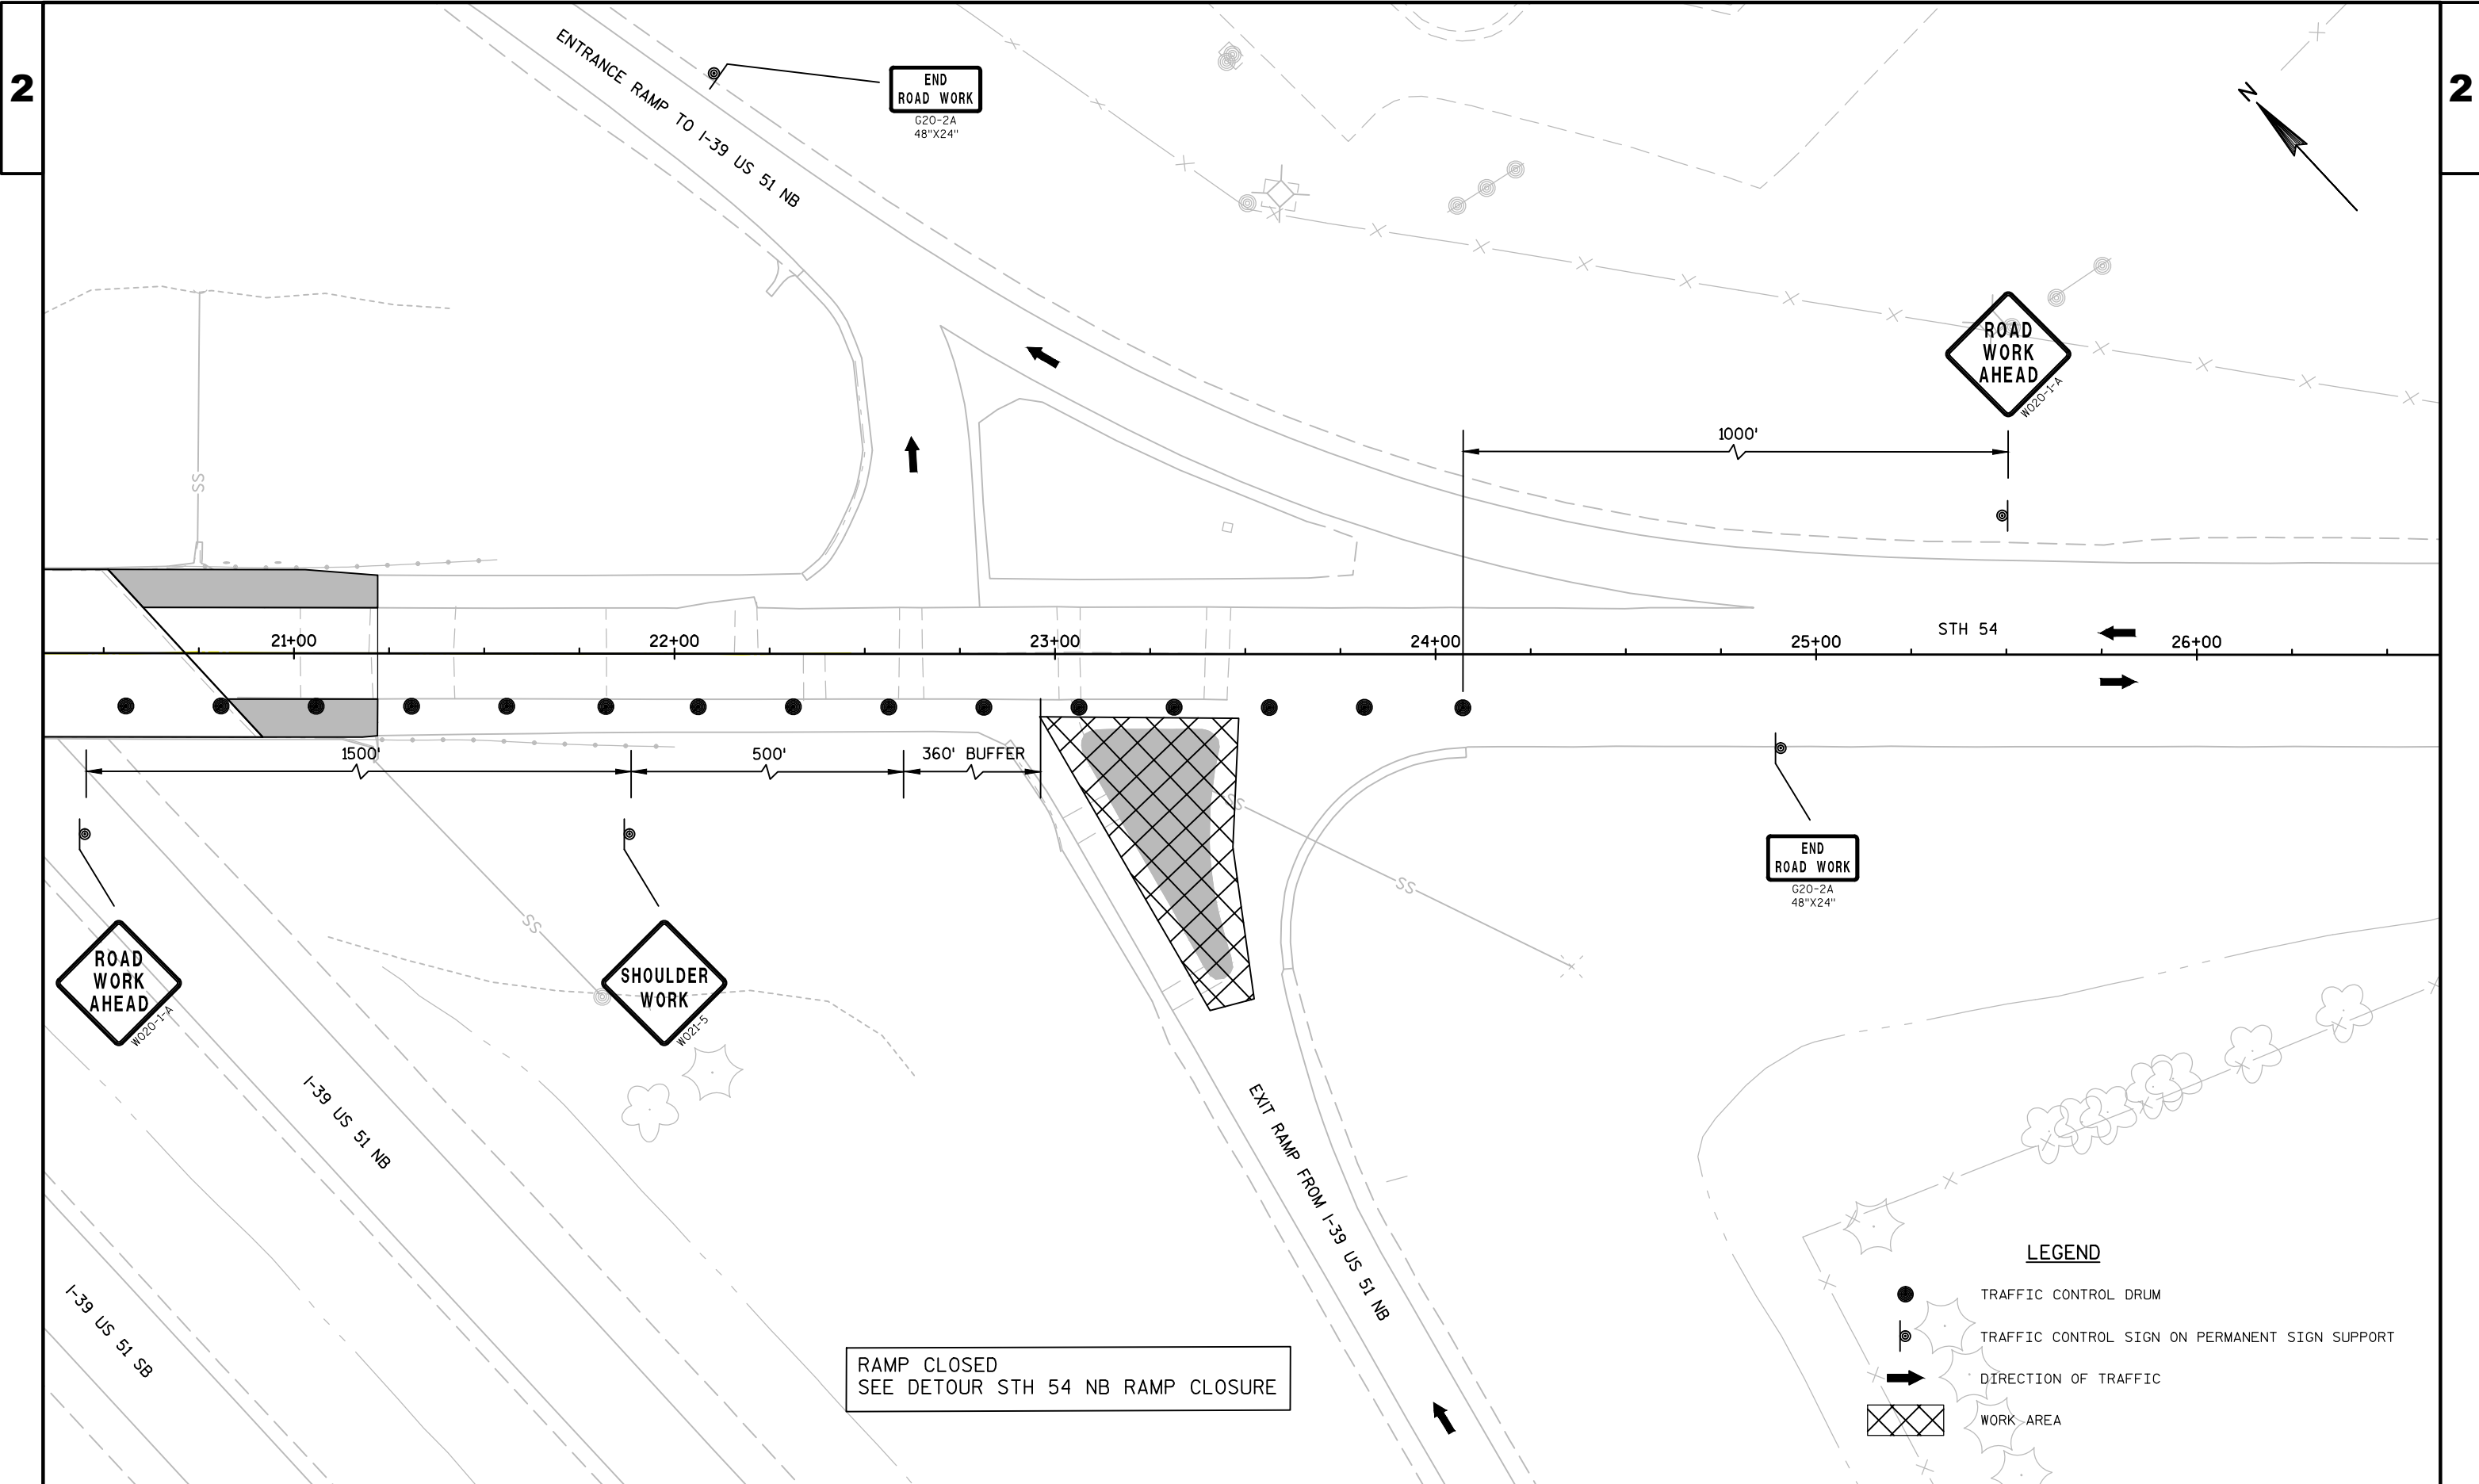 2
2
ENTRANCE RAMP TO I-39 US 51 NB
END
ROAD WORK
G20-2A
48"X24"
N
ROAD
WORK
AHEAD
WO20-1-A
1000'
SS
21+00
22+00
23+00
24+00
25+00
26+00
STH 54
1500'
500'
360' BUFFER
SS
SS
SS
END
ROAD WORK
G20-2A
48"X24"
ROAD
WORK
AHEAD
WO20-1-A
SHOULDER
WORK
WO21-5
I-39 US 51 NB
EXIT RAMP FROM I-39 US 51 NB
I-39 US 51 SB
RAMP CLOSED
SEE DETOUR STH 54 NB RAMP CLOSURE
LEGEND
TRAFFIC CONTROL DRUM
TRAFFIC CONTROL SIGN ON PERMANENT SIGN SUPPORT
DIRECTION OF TRAFFIC
WORK AREA